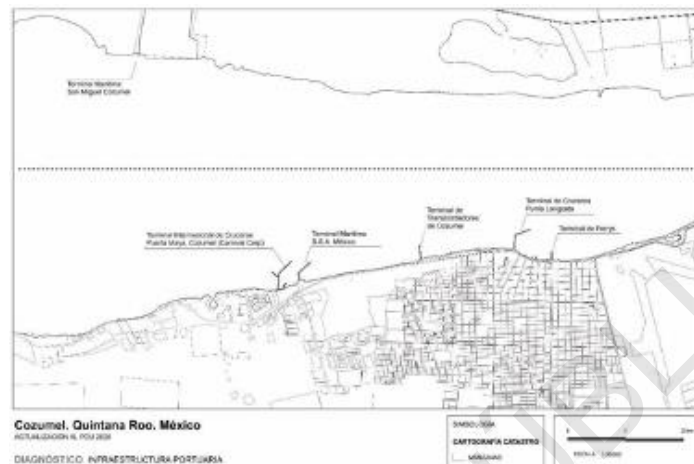 Terminal Marítima
San Miguel Cozumel
Terminal de Cruceros
Punta Langosta
Terminal de
Transbordadores
de Cozumel
Terminal de Ferrys
Terminal Internacional de Cruceros
Puerta Maya, Cozumel (Carnival Corp.)
Terminal Marítima
S.S.A. México
Cozumel, Quintana Roo, México
ACTUALIZACIÓN AL PDU 2020
DIAGNÓSTICO INFRAESTRUCTURA PORTUARIA
SIMBOLOGÍA
CARTOGRAFÍA CATASTRO
MANZANAS